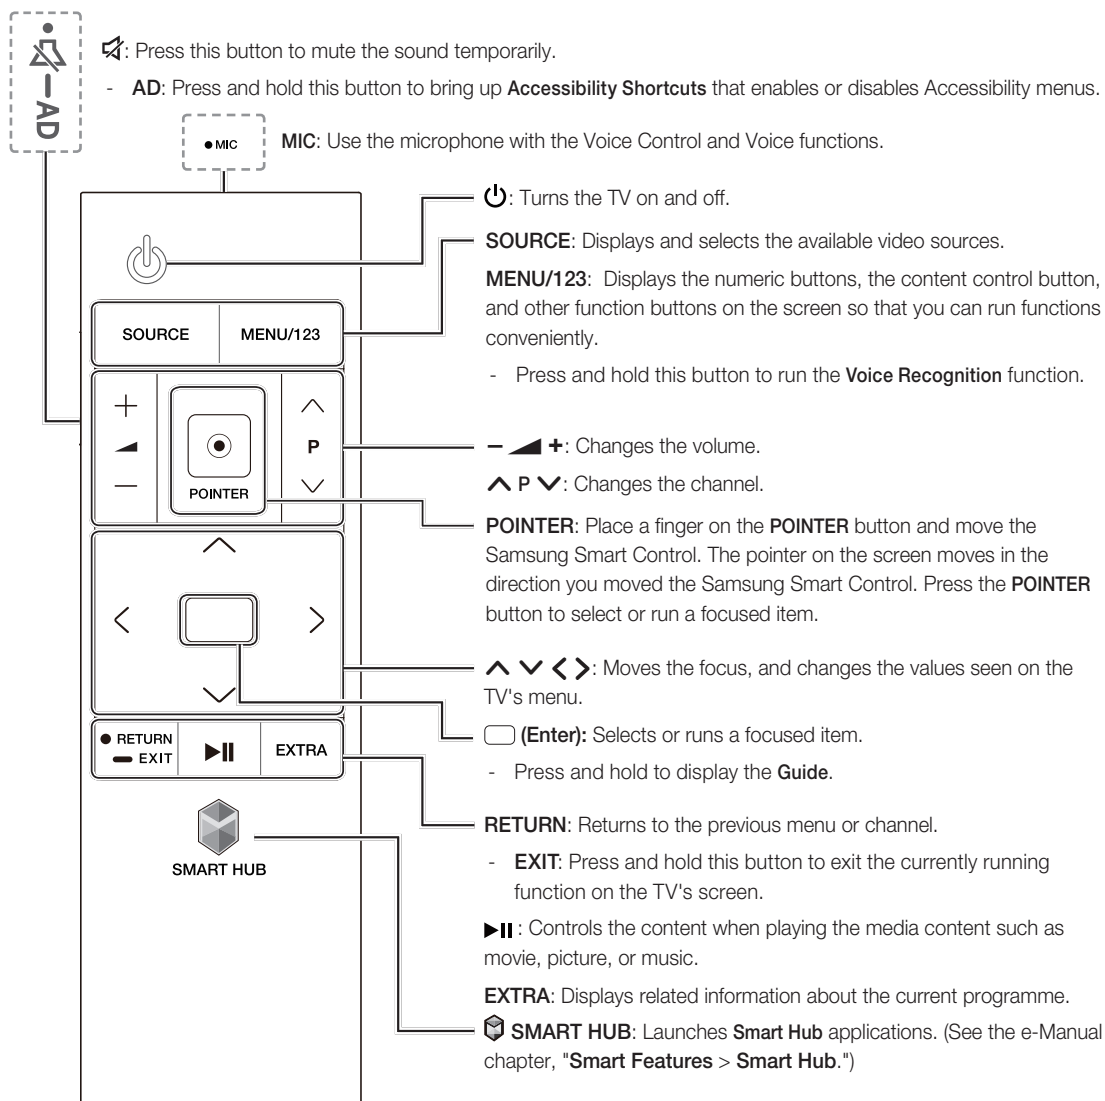 AD
: Press this button to mute the sound temporarily.
- AD: Press and hold this button to bring up Accessibility Shortcuts that enables or disables Accessibility menus.
MIC
MIC: Use the microphone with the Voice Control and Voice functions.
: Turns the TV on and off.
SOURCE: Displays and selects the available video sources.
MENU/123: Displays the numeric buttons, the content control button,
and other function buttons on the screen so that you can run functions
conveniently.
- Press and hold this button to run the Voice Recognition function.
SOURCE
MENU/123
+
—
P
POINTER
− +: Changes the volume.
P : Changes the channel.
POINTER: Place a finger on the POINTER button and move the
Samsung Smart Control. The pointer on the screen moves in the
direction you moved the Samsung Smart Control. Press the POINTER
button to select or run a focused item.
: Moves the focus, and changes the values seen on the
TV's menu.
(Enter): Selects or runs a focused item.
- Press and hold to display the Guide.
RETURN
EXIT
EXTRA
SMART HUB
RETURN: Returns to the previous menu or channel.
- EXIT: Press and hold this button to exit the currently running
function on the TV's screen.
: Controls the content when playing the media content such as
movie, picture, or music.
EXTRA: Displays related information about the current programme.
SMART HUB: Launches Smart Hub applications. (See the e-Manual
chapter, "Smart Features > Smart Hub.")